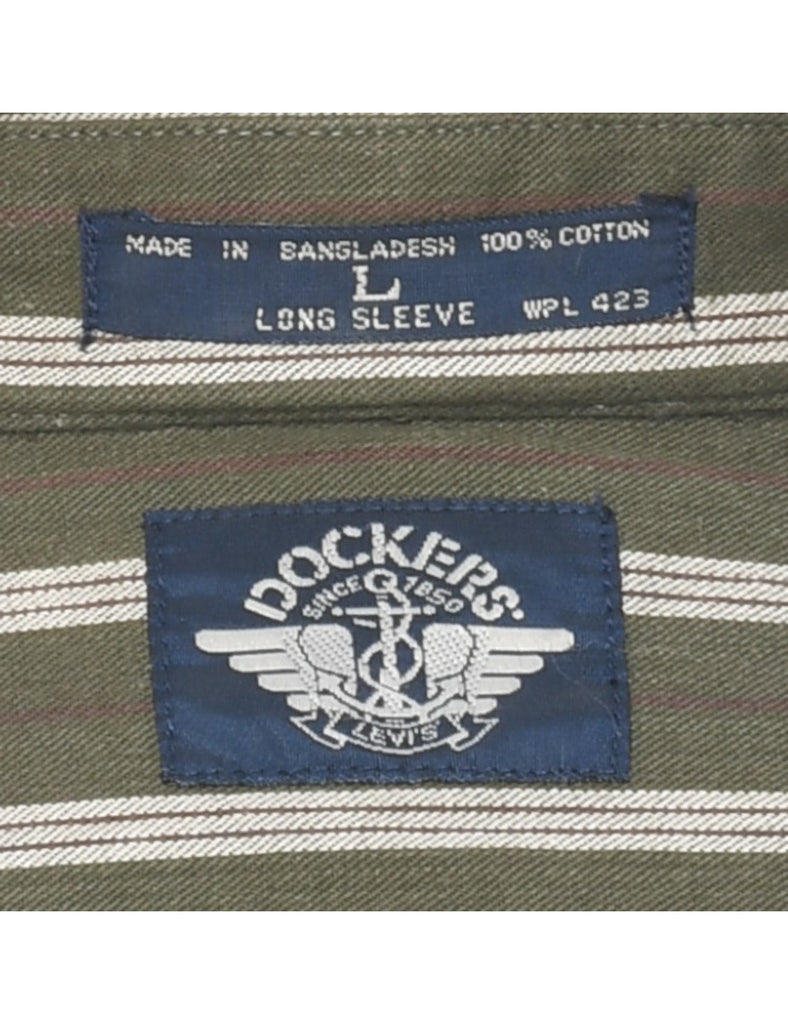 MADE IN BANGLADESH 100% COTTON
L
LONG SLEEVE WPL 423
DOCKERS
SINCE 1850
LEVI'S